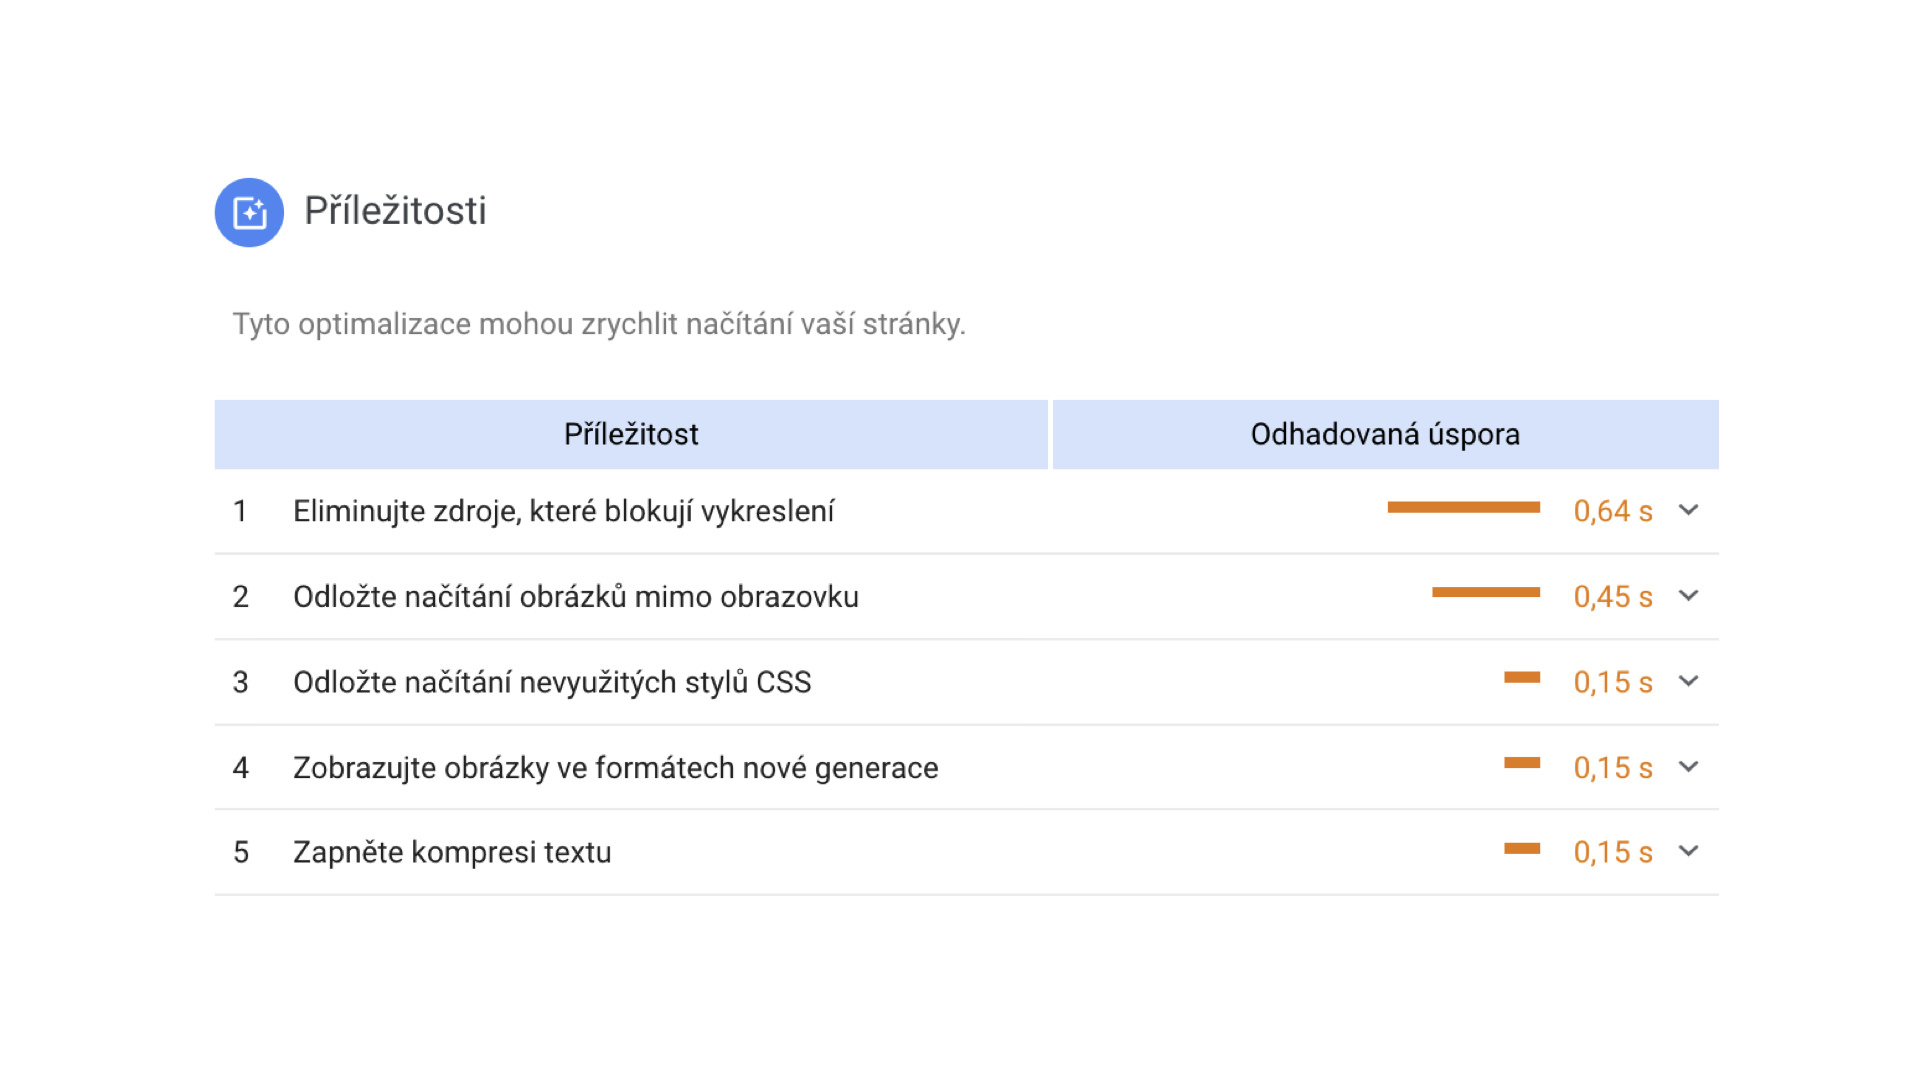 Příležitosti
Tyto optimalizace mohou zrychlit načítání vaší stránky.
Příležitost Odhadovaná úspora
1 Eliminujte zdroje, které blokují vykreslení 0,64 s
2 Odložte načítání obrázků mimo obrazovku 0,45 s
3 Odložte načítání nevyužitých stylů CSS 0,15 s
4 Zobrazujte obrázky ve formátech nové generace 0,15 s
5 Zapněte kompresi textu 0,15 s